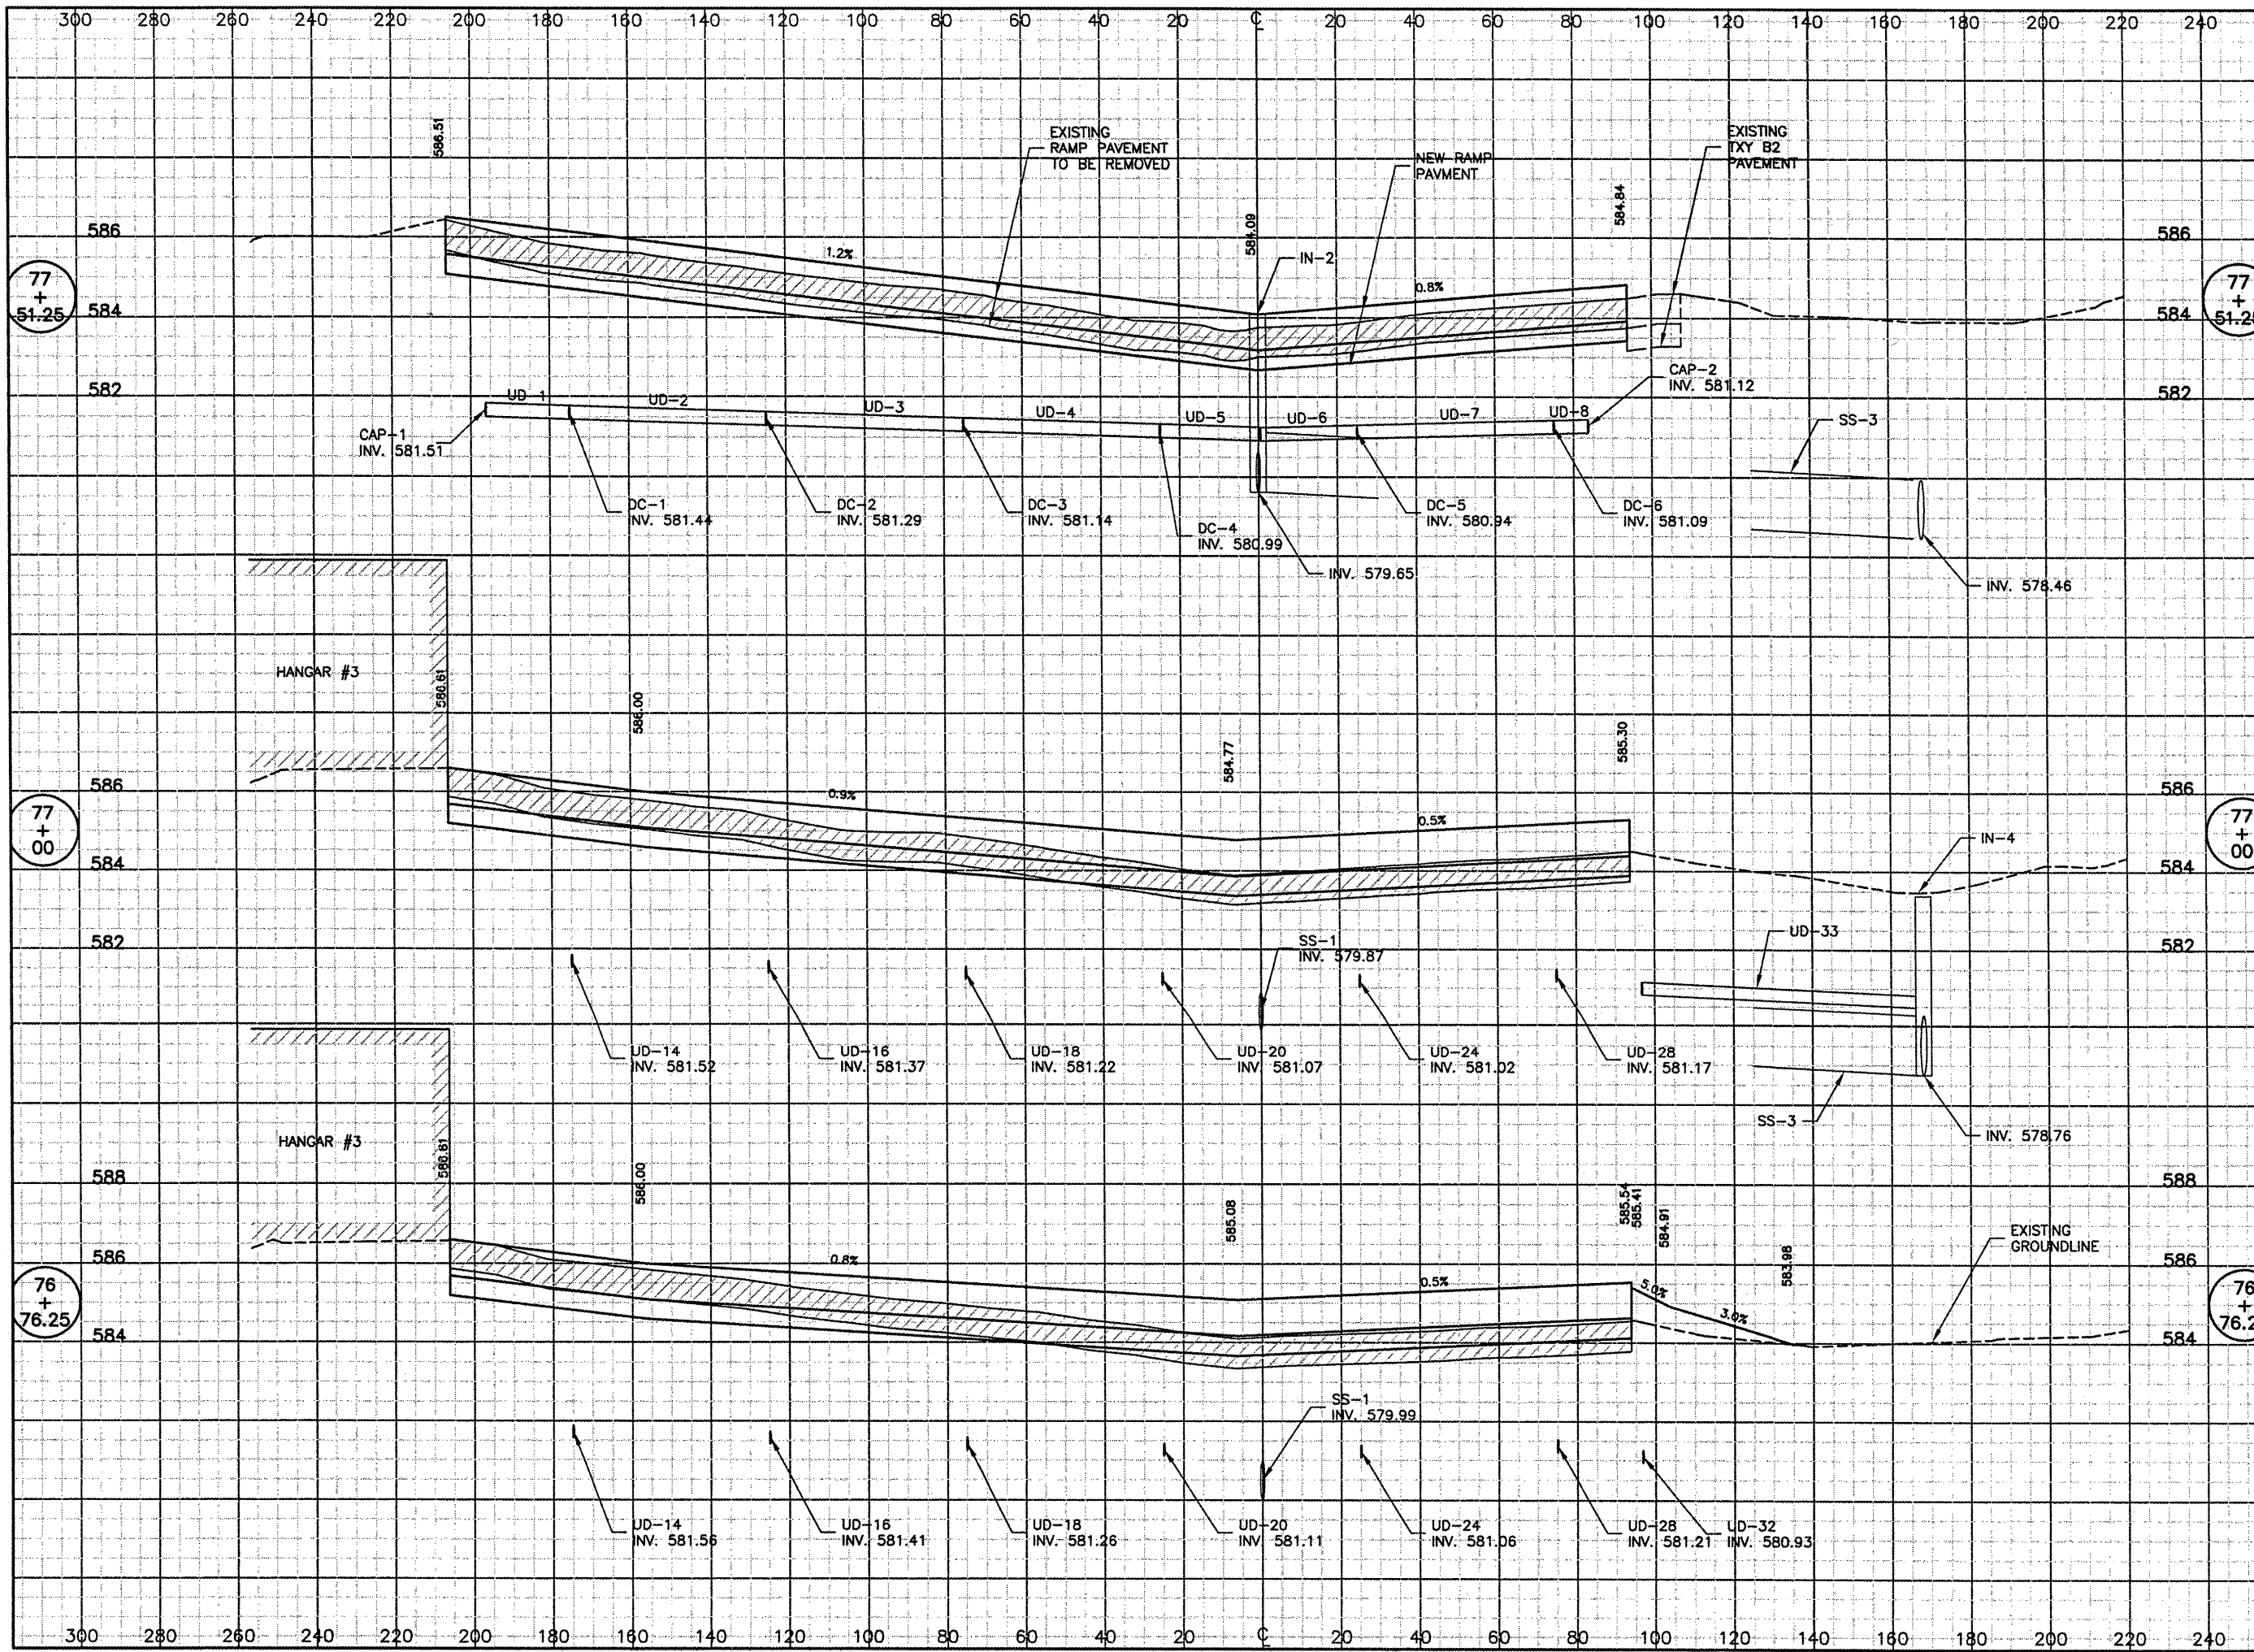 300 280 260 240 220 200 180 160 140 120 100 80 60 40 20 ℄ 20 40 60 80 100 120 140 160 180 200 220 240
586.51
EXISTING
RAMP PAVEMENT
TO BE REMOVED
NEW RAMP
PAVMENT
EXISTING
TXY B2
PAVEMENT
584.09
584.84
586 586
1.2%
IN-2
0.8%
77
+
51.25
584 584
77
+
582 582
UD-1 UD-2 UD-3 UD-4 UD-5 UD-6 UD-7 UD-8
CAP-2
INV. 581.12
CAP-1
INV. 581.51
SS-3
DC-1
INV. 581.44
DC-2
INV. 581.29
DC-3
INV. 581.14
DC-4
INV. 580.99
DC-5
INV. 580.94
DC-6
INV. 581.09
INV. 579.65
INV. 578.46
HANGAR #3
586.61
586.00
584.77
585.30
586 586
0.9%
0.5%
77
+
00
584 584
77
+
00
IN-4
582 582
SS-1
INV. 579.87
UD-33
UD-14
INV. 581.52
UD-16
INV. 581.37
UD-18
INV. 581.22
UD-20
INV. 581.07
UD-24
INV. 581.02
UD-28
INV. 581.17
SS-3
INV. 578.76
HANGAR #3
586.61
586.00
585.08
585.54
585.41
584.91
583.98
588 588
EXISTING
GROUNDLINE
586 586
0.8%
0.5%
5.0%
3.0%
76
+
76.25
584 584
76
+
SS-1
INV. 579.99
UD-14
INV. 581.56
UD-16
INV. 581.41
UD-18
INV. 581.26
UD-20
INV. 581.11
UD-24
INV. 581.06
UD-28
INV. 581.21
UD-32
INV. 580.93
300 280 260 240 220 200 180 160 140 120 100 80 60 40 20 ℄ 20 40 60 80 100 120 140 160 180 200 220 240